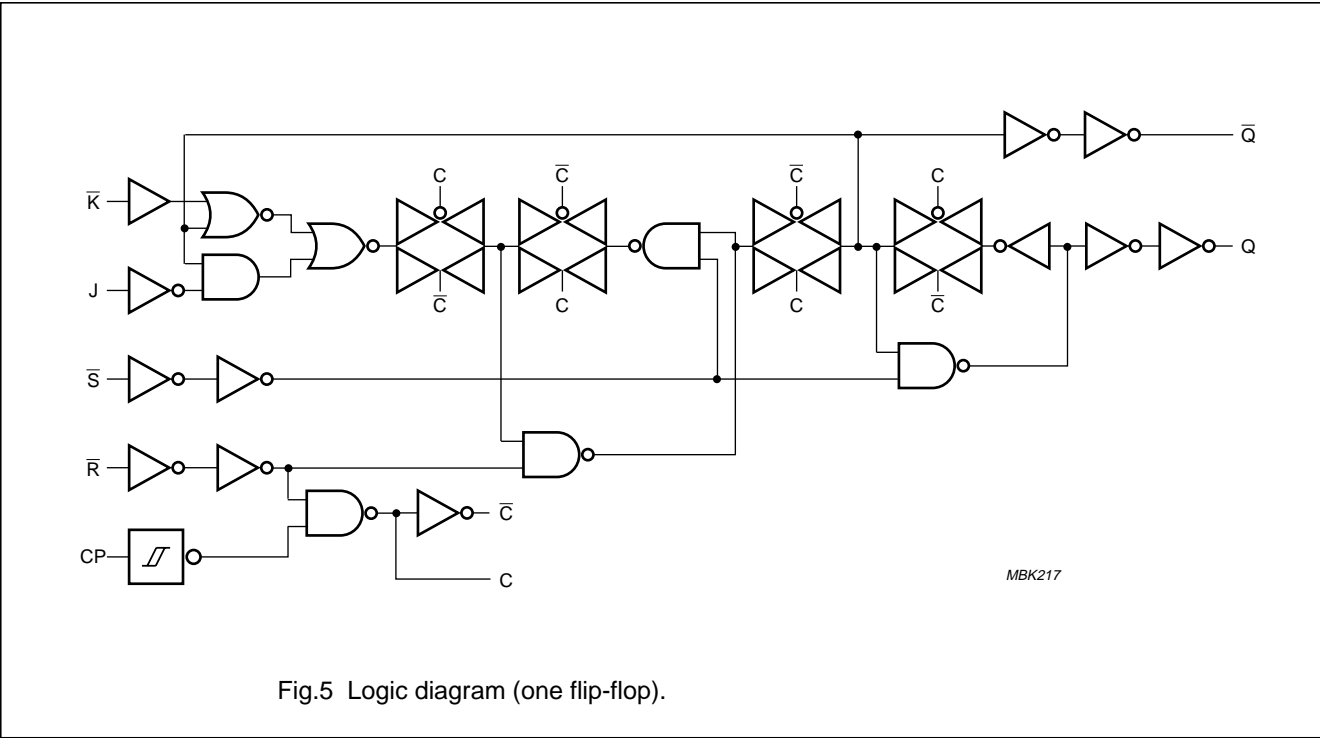 Q̅
C
C̅
C̅
C
K̅
Q
J
C̅
C
C
C̅
S̅
R̅
C̅
CP
C
MBK217
Fig.5 Logic diagram (one flip-flop).